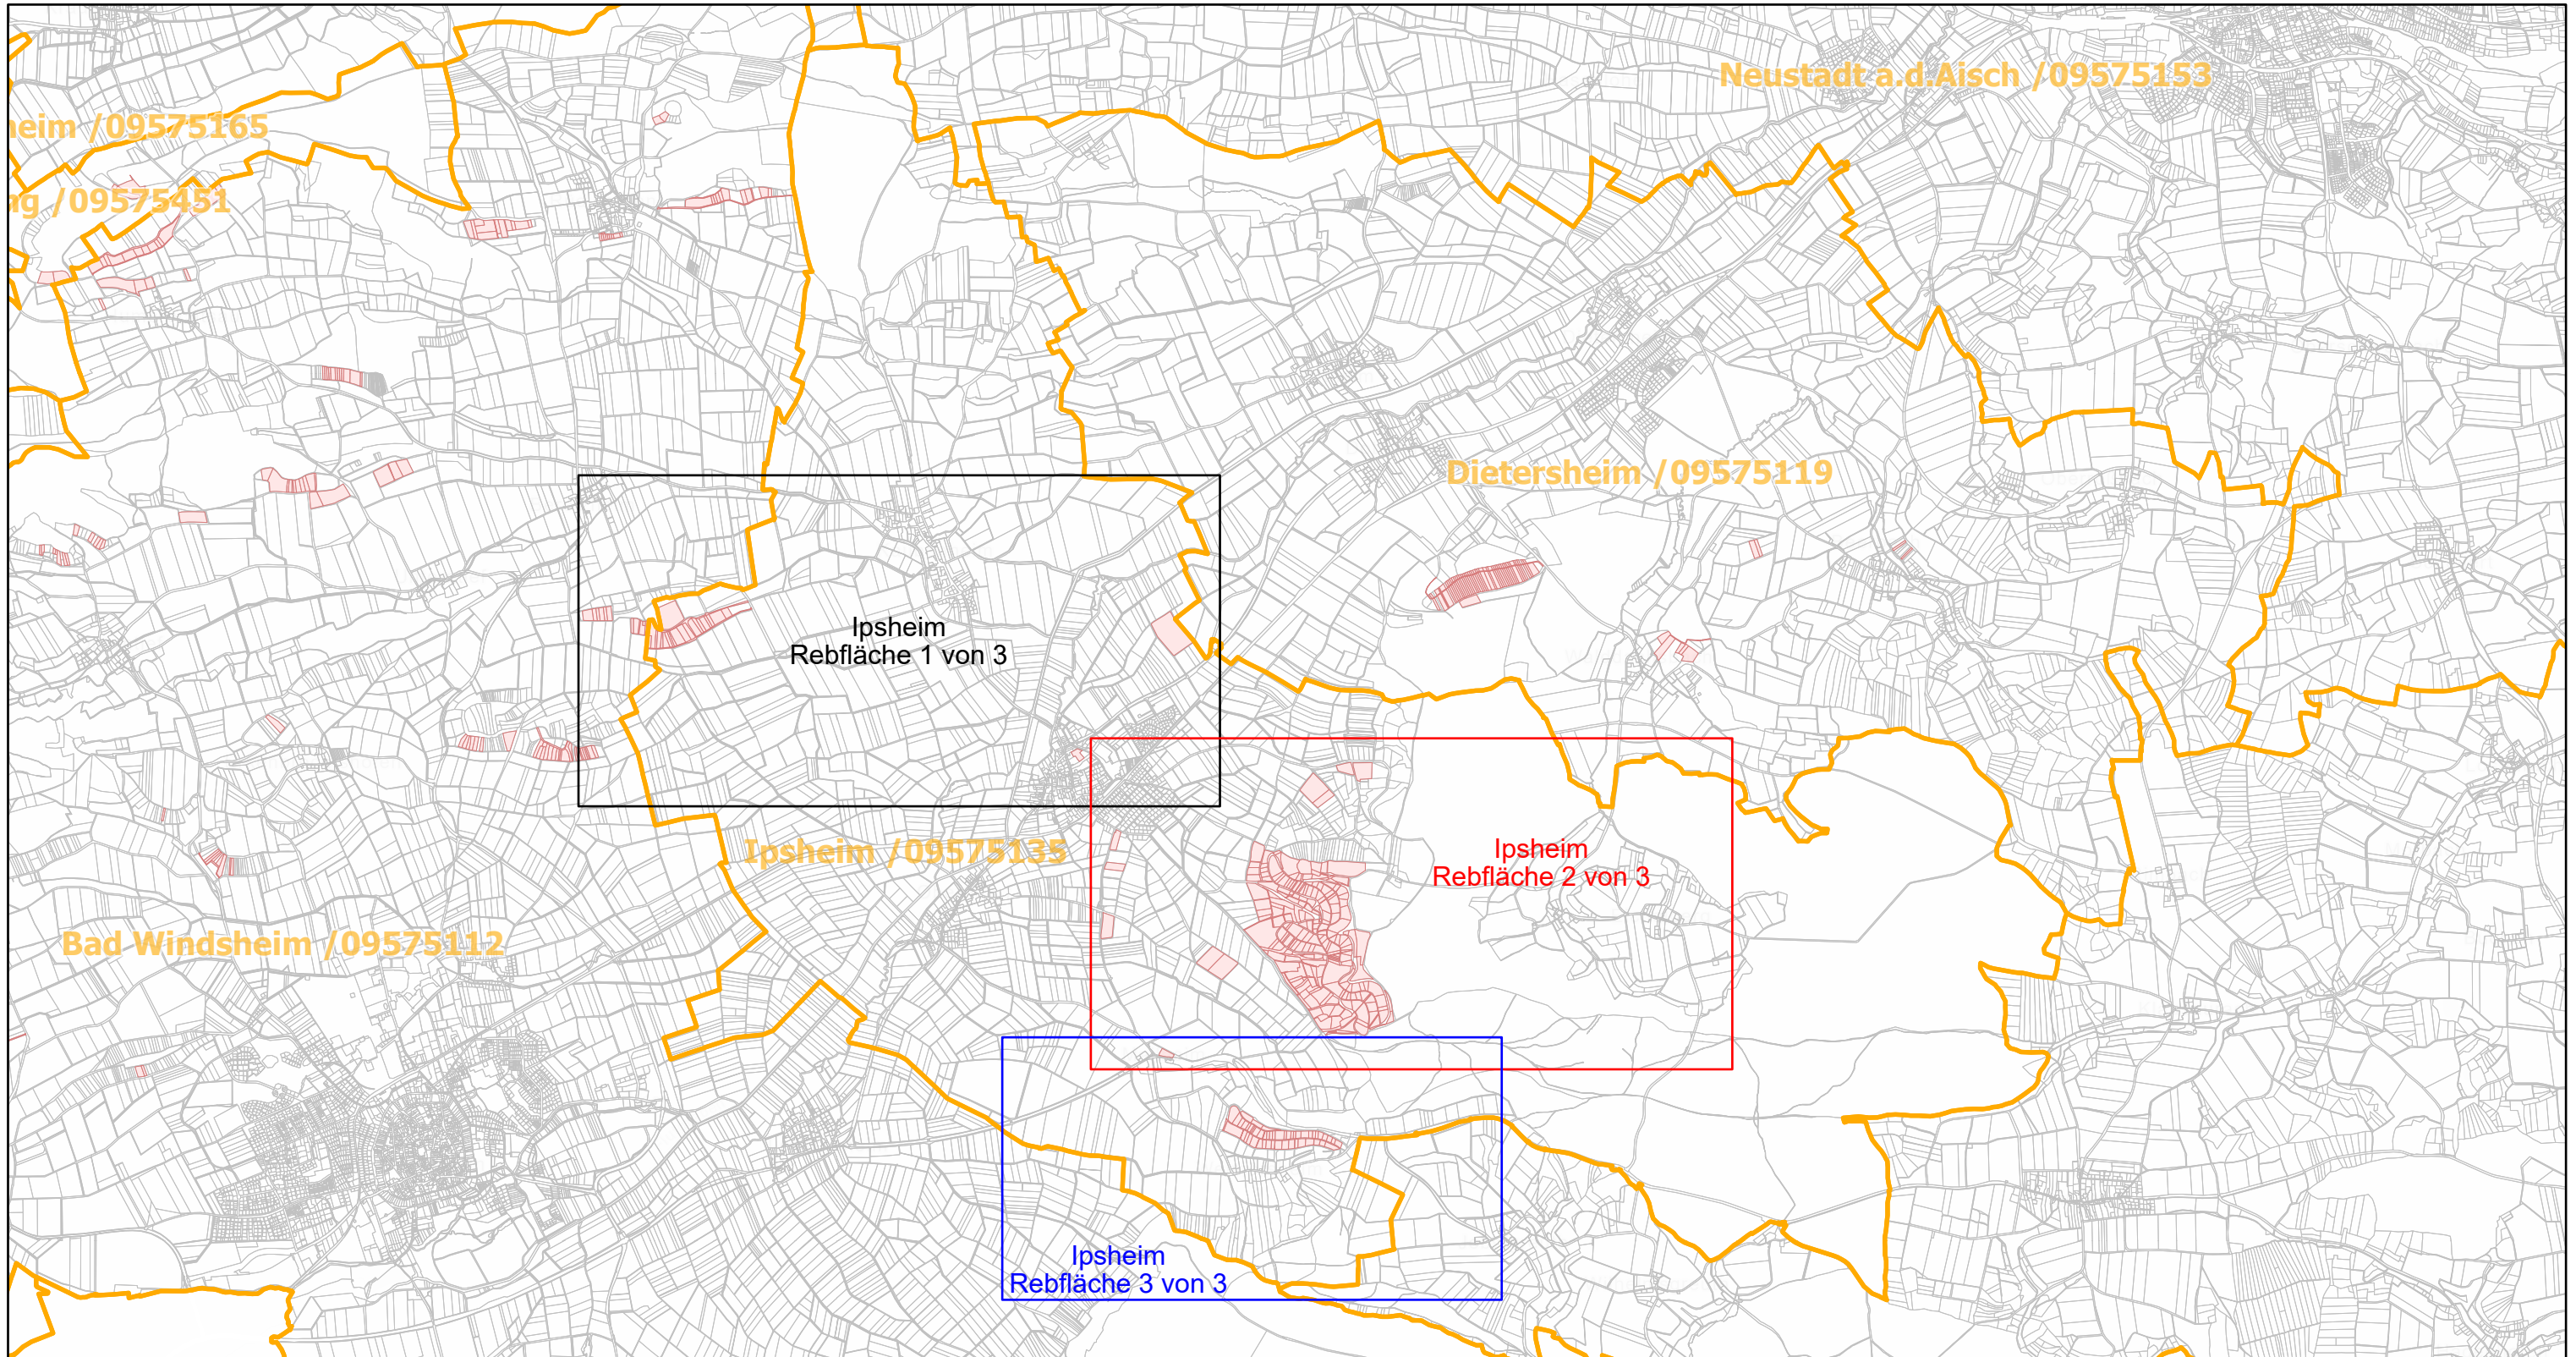 Neustadt a.d.Aisch /09575153
heim /09575165
ag /09575451
Dietersheim /09575119
Ipsheim
Rebfläche 1 von 3
Ipsheim /09575135
Ipsheim
Rebfläche 2 von 3
Bad Windsheim /09575112
Ipsheim
Rebfläche 3 von 3